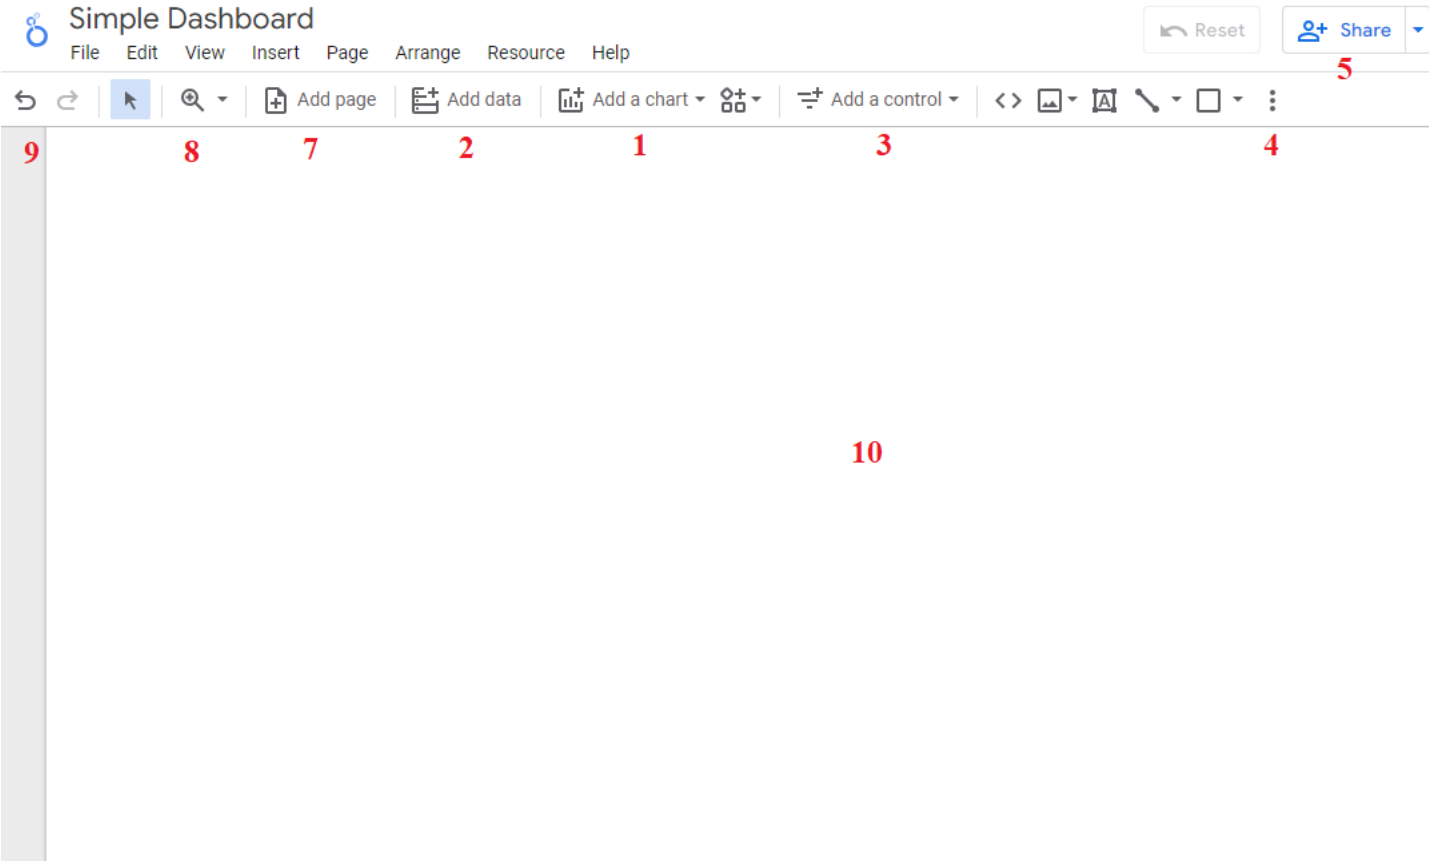 Simple Dashboard
Reset
Share
File Edit View Insert Page Arrange Resource Help
5
Add page Add data Add a chart Add a control
9 8 7 2 1 3 4
10